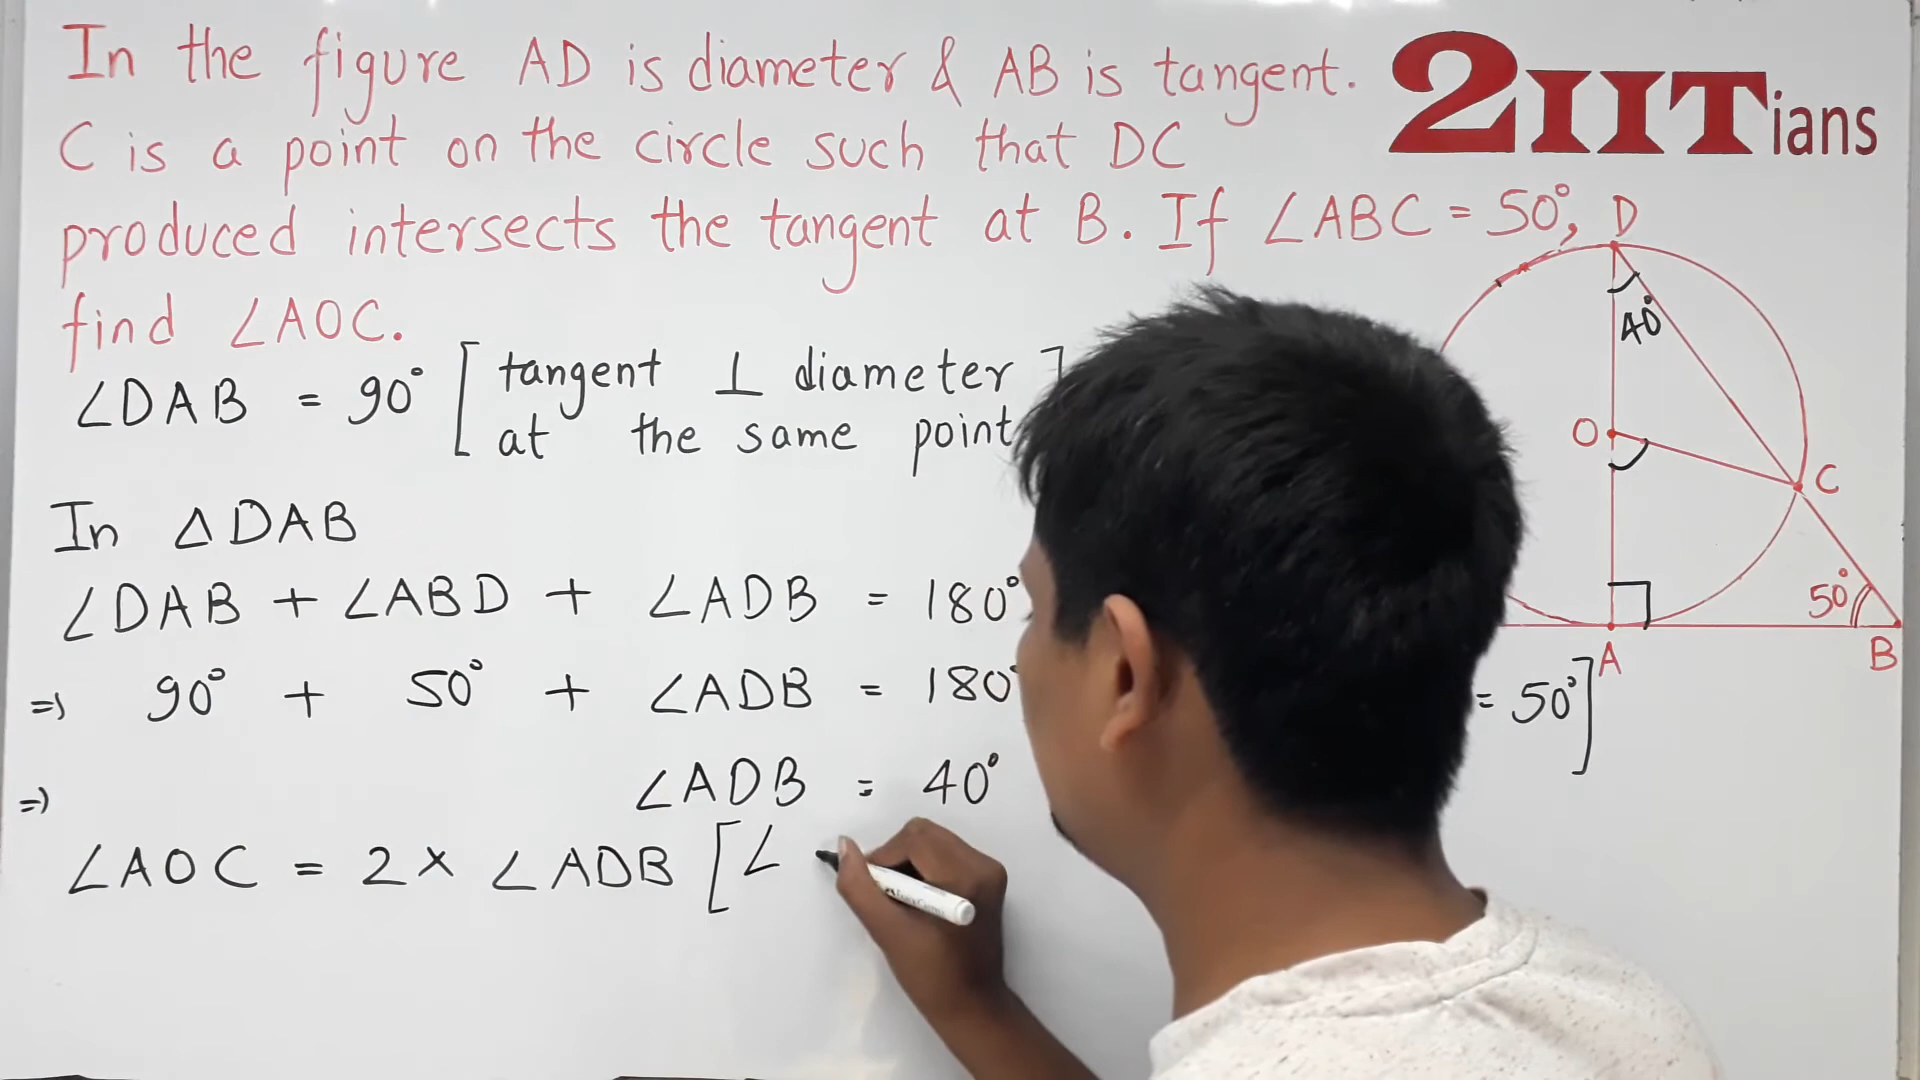 In the figure AD is diameter & AB is tangent.
C is a point on the circle such that DC
produced intersects the tangent at B. If ∠ABC = 50°,
find ∠AOC.
2IITians
∠DAB = 90° [tangent ⊥ diameter]
at the same point
In △DAB
∠DAB + ∠ABD + ∠ADB = 180°
⇒ 90° + 50° + ∠ADB = 180°
= 50°]
⇒ ∠ADB = 40°
∠AOC = 2 × ∠ADB [∠
D
40°
O
C
50°
A
B